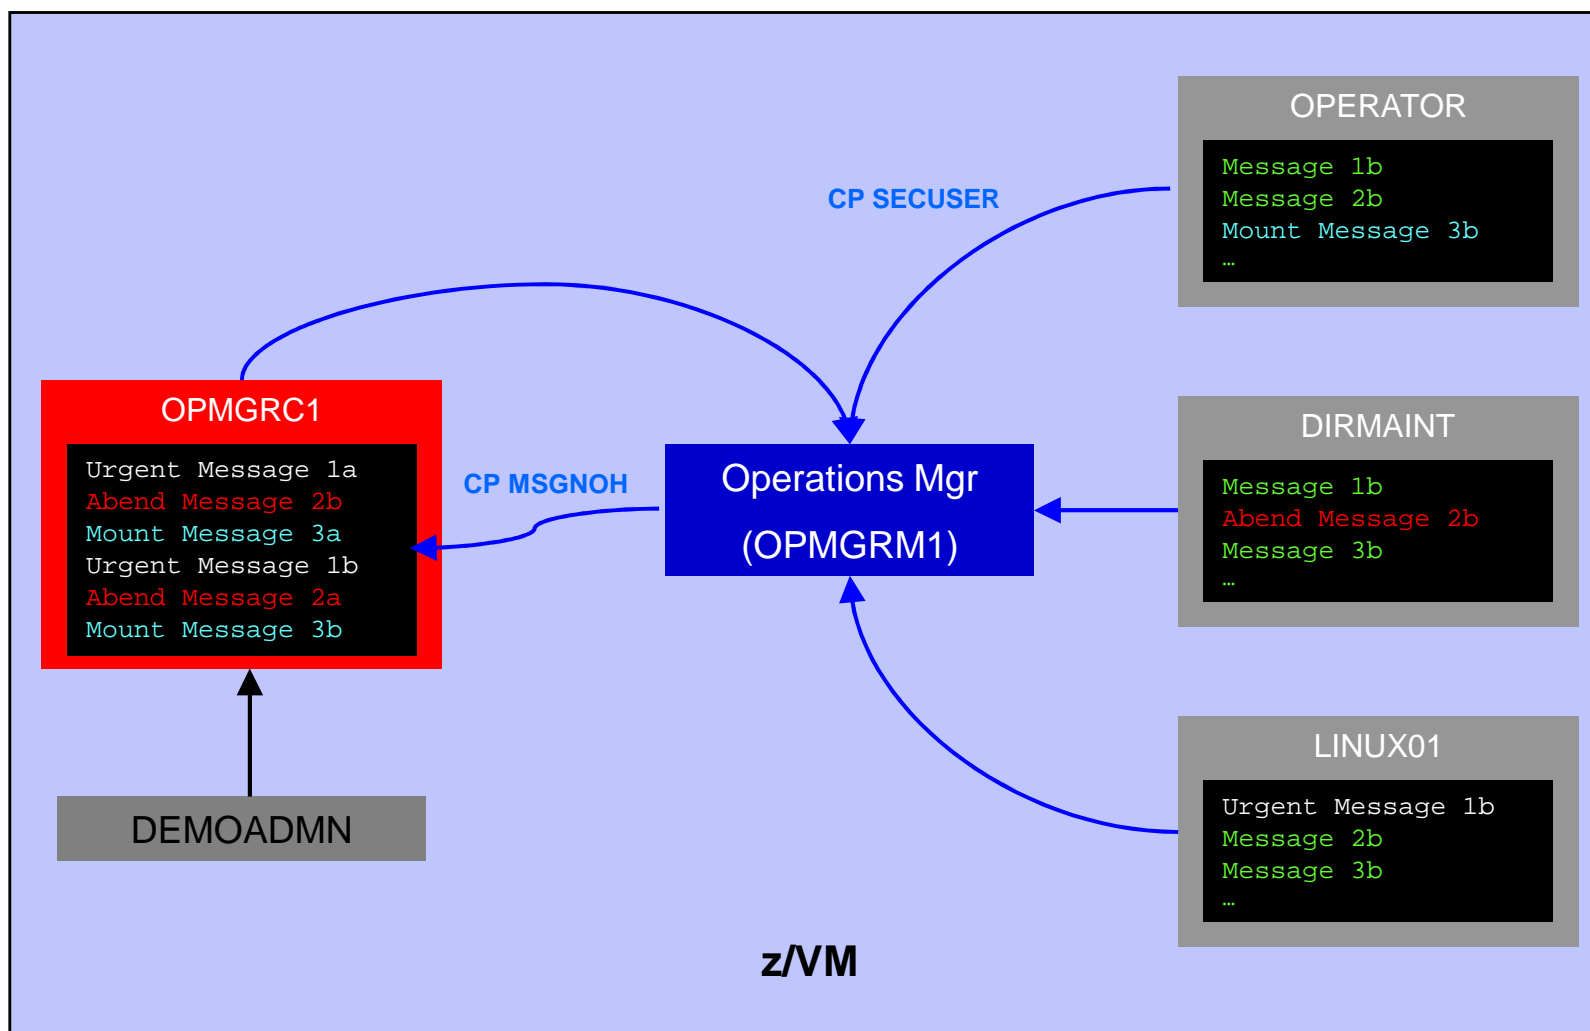 OPERATOR
Message 1b
Message 2b
Mount Message 3b
…
CP SECUSER
OPMGRC1
Urgent Message 1a
Abend Message 2b
Mount Message 3a
Urgent Message 1b
Abend Message 2a
Mount Message 3b
CP MSGNOH
Operations Mgr
(OPMGRM1)
DIRMAINT
Message 1b
Abend Message 2b
Message 3b
…
LINUX01
Urgent Message 1b
Message 2b
Message 3b
…
DEMOADMN
z/VM